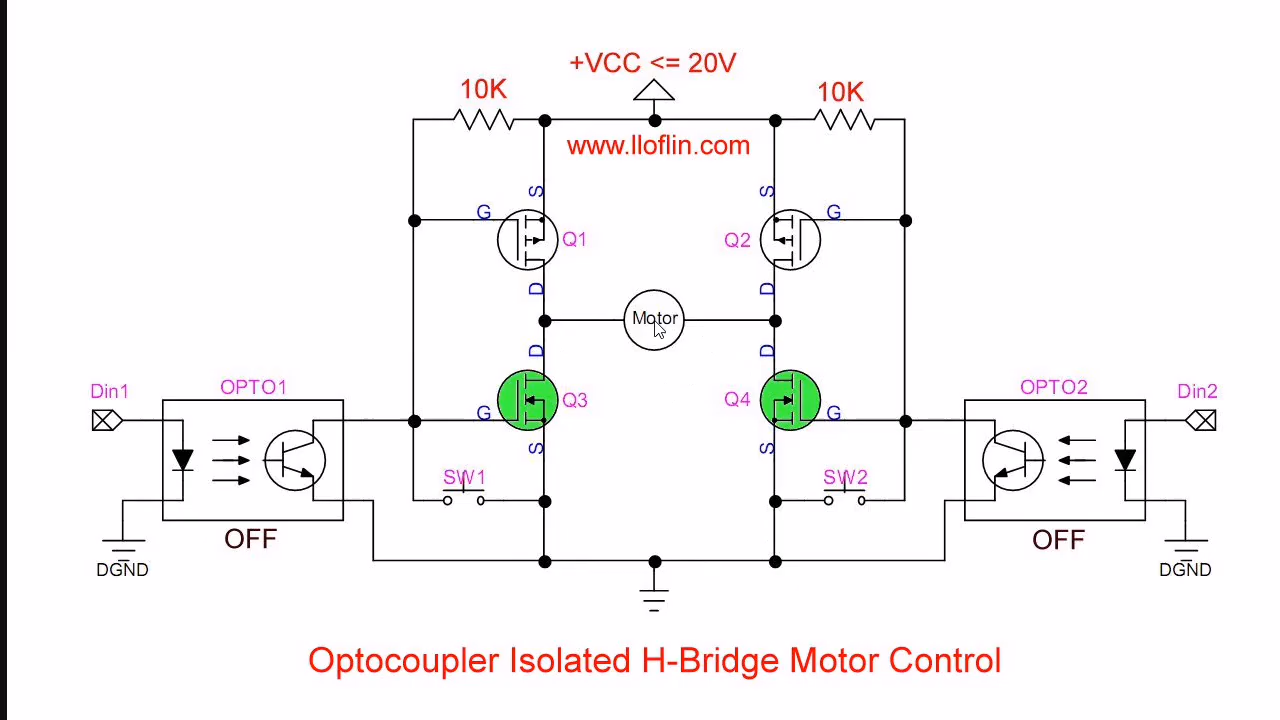 +VCC <= 20V
10K
10K
www.lloflin.com
S
S
G
G
Q1
Q2
D
D
Motor
D
D
Din1
OPTO1
Q3
Q4
OPTO2
Din2
G
G
S
S
SW1
SW2
OFF
OFF
DGND
DGND
Optocoupler Isolated H-Bridge Motor Control